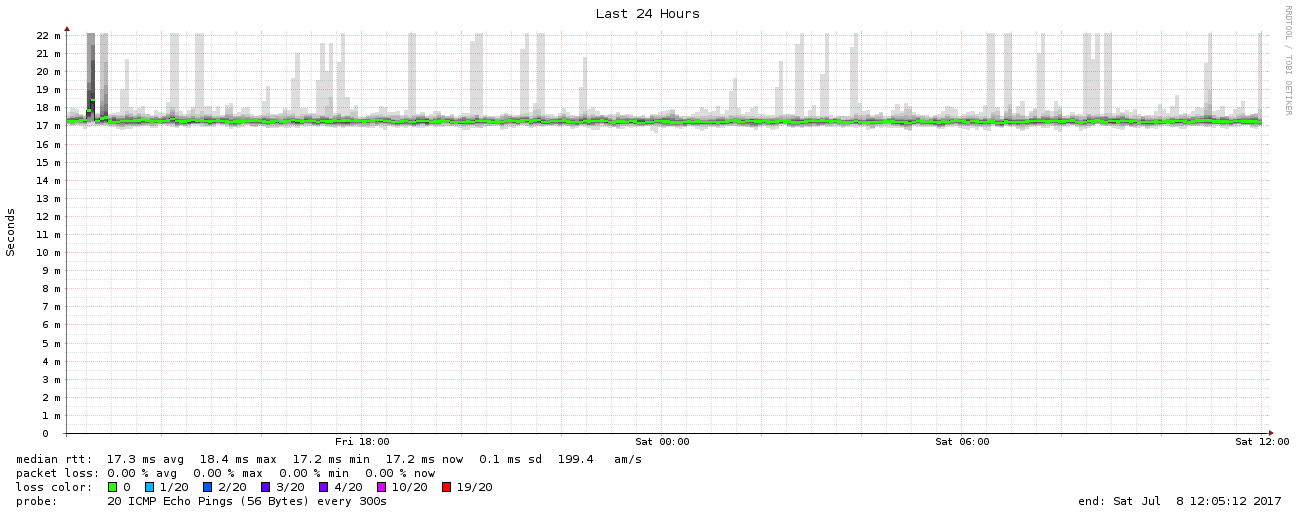 Last 24 Hours
RRDTOOL / TOBI OETIKER
Seconds
22 m
21 m
20 m
19 m
18 m
17 m
16 m
15 m
14 m
13 m
12 m
11 m
10 m
9 m
8 m
7 m
6 m
5 m
4 m
3 m
2 m
1 m
0
Fri 18:00 Sat 00:00 Sat 06:00 Sat 12:00
median rtt: 17.3 ms avg 18.4 ms max 17.2 ms min 17.2 ms now 0.1 ms sd 199.4 am/s
packet loss: 0.00 % avg 0.00 % max 0.00 % min 0.00 % now
loss color: 0 1/20 2/20 3/20 4/20 10/20 19/20
probe: 20 ICMP Echo Pings (56 Bytes) every 300s end: Sat Jul 8 12:05:12 2017